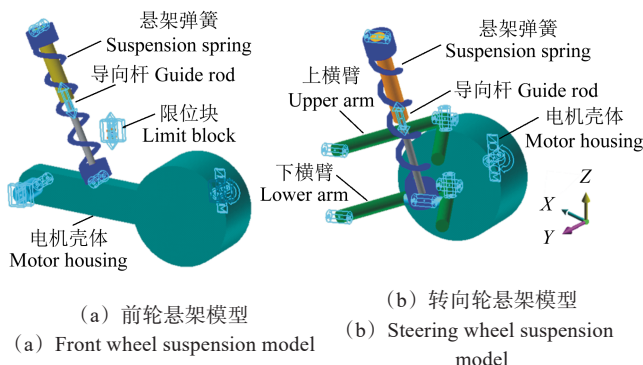 悬架弹簧
Suspension spring
导向杆 Guide rod
限位块
Limit block
电机壳体
Motor housing
(a) 前轮悬架模型
(a) Front wheel suspension model
悬架弹簧
Suspension spring
上横臂
Upper arm
导向杆 Guide rod
电机壳体
Motor housing
下横臂
Lower arm
Z
X
Y
(b) 转向轮悬架模型
(b) Steering wheel suspension
model